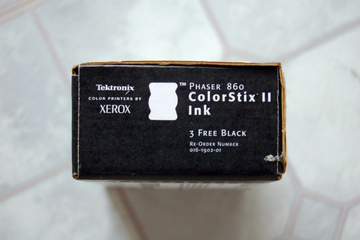 Tektronix
COLOR PRINTERS BY
XEROX
™ PHASER 860
ColorStix II
Ink
3 FREE BLACK
RE-ORDER NUMBER
016-1902-01